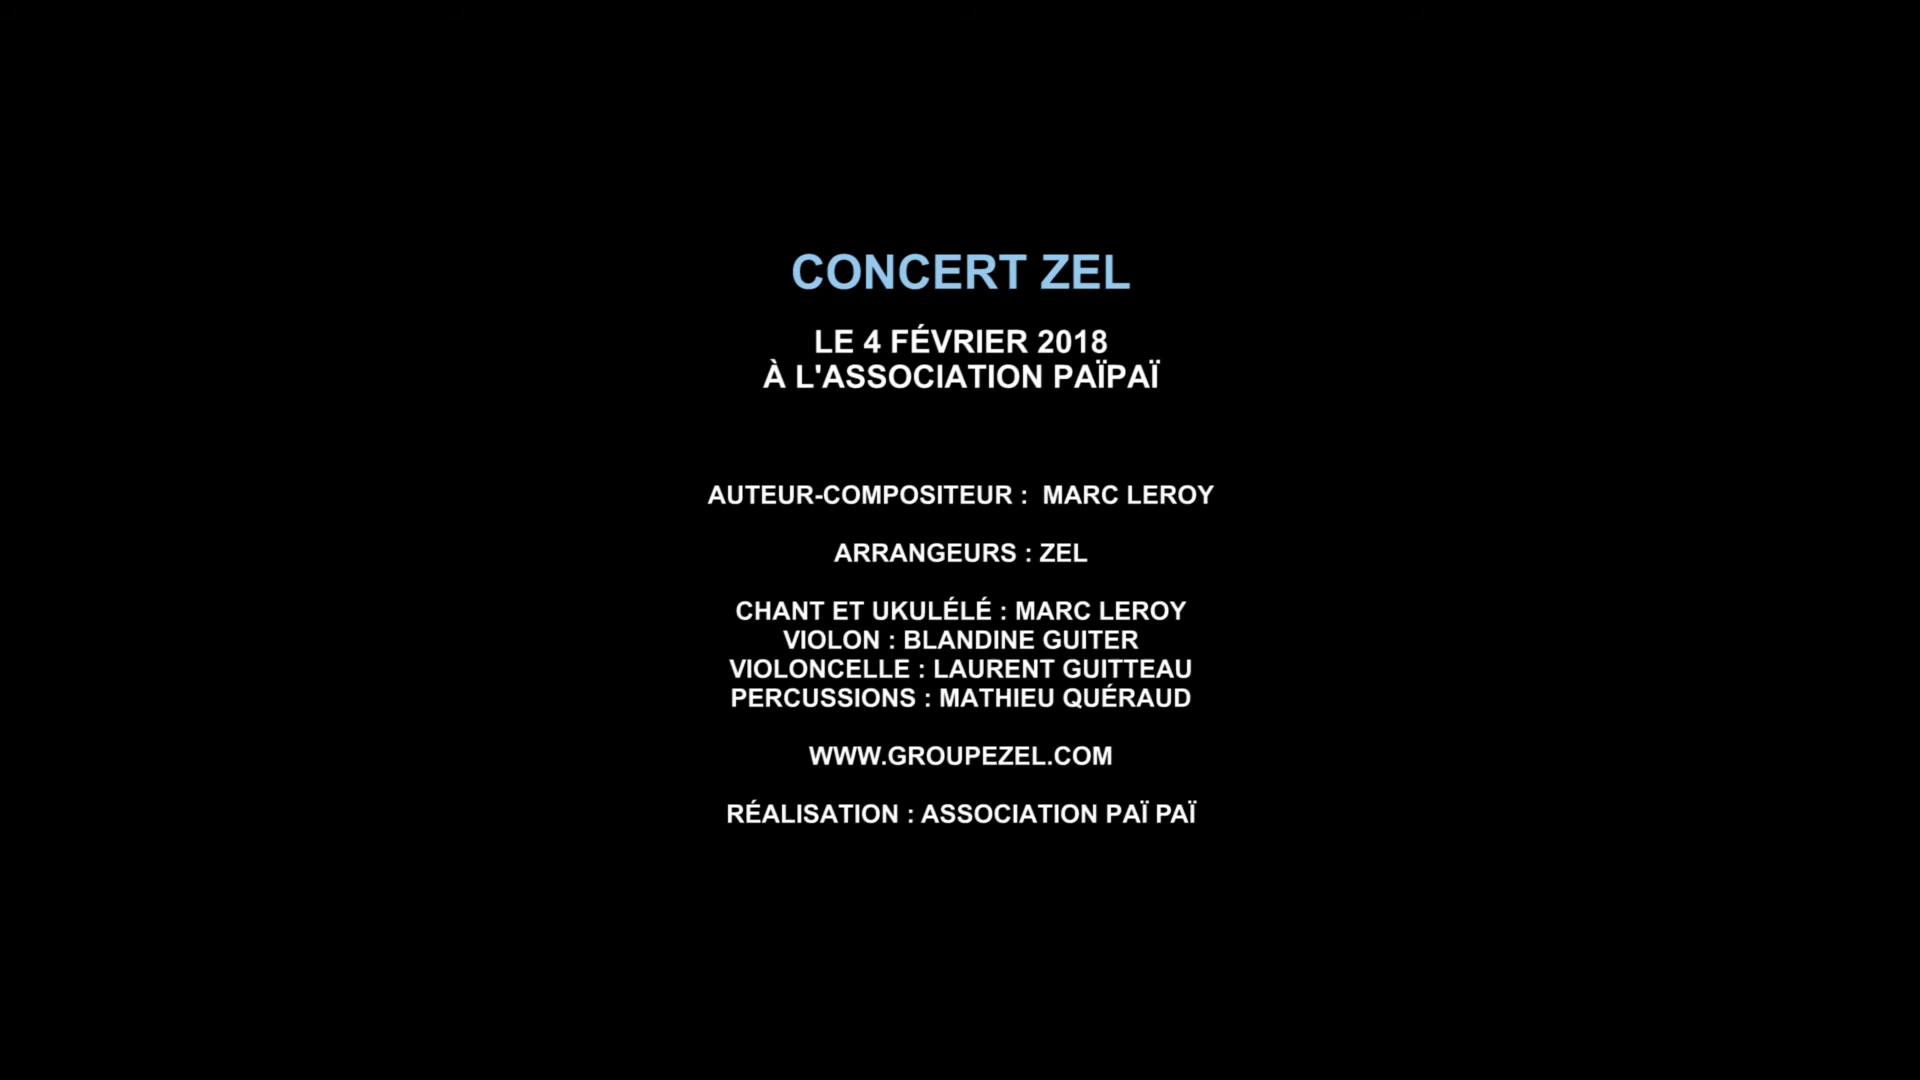 CONCERT ZEL
LE 4 FÉVRIER 2018
À L'ASSOCIATION PAÏPAÏ
AUTEUR-COMPOSITEUR : MARC LEROY
ARRANGEURS : ZEL
CHANT ET UKULÉLÉ : MARC LEROY
VIOLON : BLANDINE GUITER
VIOLONCELLE : LAURENT GUITTEAU
PERCUSSIONS : MATHIEU QUÉRAUD
WWW.GROUPEZEL.COM
RÉALISATION : ASSOCIATION PAÏ PAÏ